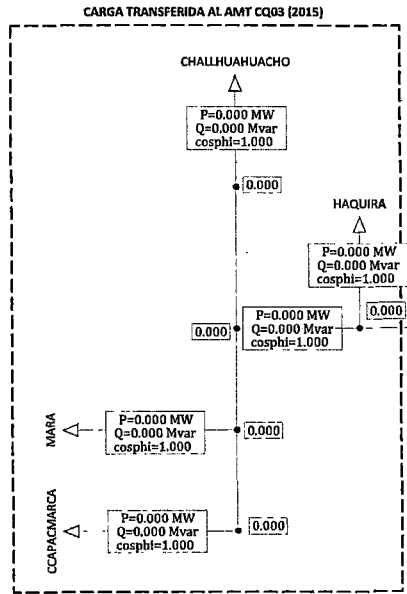 CARGA TRANSFERIDA AL AMT CQ03 (2015)
CHALLHUAHUACHO
P=0.000 MW
Q=0,000 Mvar
cosphi=1.000
0.000
HAQUIRA
P=0.000 MW
Q=0.000 Mvar
cosphi=1.000
P=0.000 MW
Q=0.000 Mvar
cosphi=1.000
0.000
0,000
MARA
P=0.000 MW
Q=0.000 Mvar
cosphi=1.000
0,000
CCAPACMARCA
P=0.000 MW
Q=0.000 Mvar
cosphi=1.000
0.000